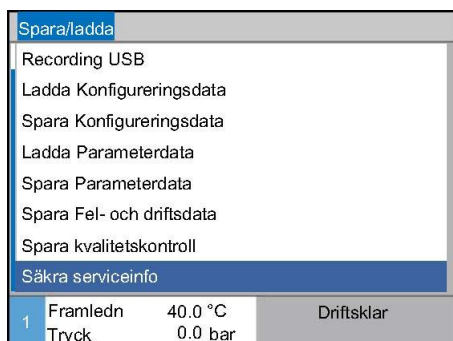 Spara/ladda
Recording USB
Ladda Konfigureringsdata
Spara Konfigureringsdata
Ladda Parameterdata
Spara Parameterdata
Spara Fel- och driftsdata
Spara kvalitetskontroll
Säkra serviceinfo
1 Framledn 40.0 °C Driftsklar
Tryck 0.0 bar